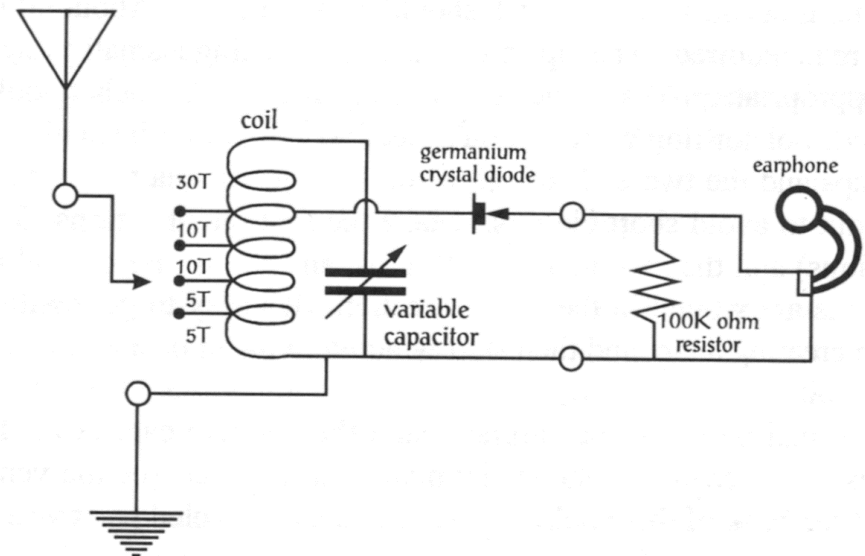 coil
germanium
crystal diode
earphone
30T
10T
10T
5T
5T
variable
capacitor
100K ohm
resistor